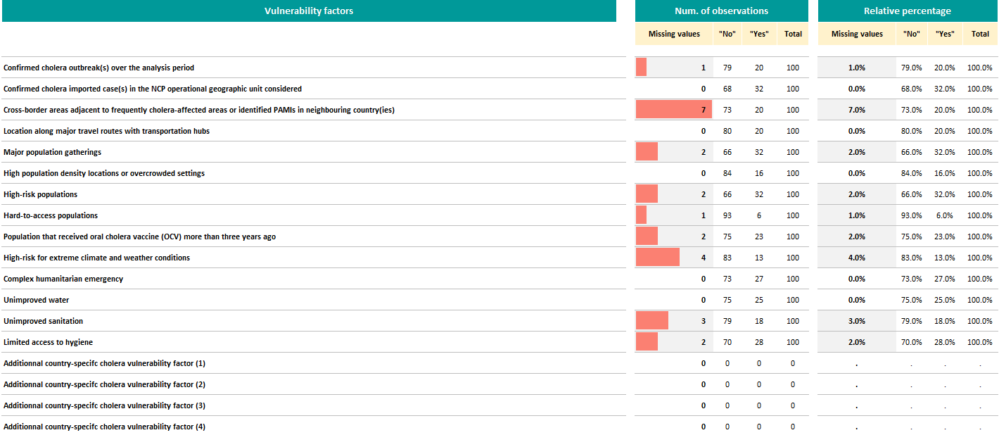 Vulnerability factors Num. of observations Relative percentage
Missing values "No" "Yes" Total Missing values "No" "Yes" Total
Confirmed cholera outbreak(s) over the analysis period 1 79 20 100 1.0% 79.0% 20.0% 100.0%
Confirmed cholera imported case(s) in the NCP operational geographic unit considered 0 68 32 100 0.0% 68.0% 32.0% 100.0%
Cross-border areas adjacent to frequently cholera-affected areas or identified PAMIs in neighbouring country(ies) 7 73 20 100 7.0% 73.0% 20.0% 100.0%
Location along major travel routes with transportation hubs 0 80 20 100 0.0% 80.0% 20.0% 100.0%
Major population gatherings 2 66 32 100 2.0% 66.0% 32.0% 100.0%
High population density locations or overcrowded settings 0 84 16 100 0.0% 84.0% 16.0% 100.0%
High-risk populations 2 66 32 100 2.0% 66.0% 32.0% 100.0%
Hard-to-access populations 1 93 6 100 1.0% 93.0% 6.0% 100.0%
Population that received oral cholera vaccine (OCV) more than three years ago 2 75 23 100 2.0% 75.0% 23.0% 100.0%
High-risk for extreme climate and weather conditions 4 83 13 100 4.0% 83.0% 13.0% 100.0%
Complex humanitarian emergency 0 73 27 100 0.0% 73.0% 27.0% 100.0%
Unimproved water 0 75 25 100 0.0% 75.0% 25.0% 100.0%
Unimproved sanitation 3 79 18 100 3.0% 79.0% 18.0% 100.0%
Limited access to hygiene 2 70 28 100 2.0% 70.0% 28.0% 100.0%
Additionnal country-specifc cholera vulnerability factor (1) 0 0 0 0 . . . .
Additionnal country-specifc cholera vulnerability factor (2) 0 0 0 0 . . . .
Additionnal country-specifc cholera vulnerability factor (3) 0 0 0 0 . . . .
Additionnal country-specifc cholera vulnerability factor (4) 0 0 0 0 . . . .